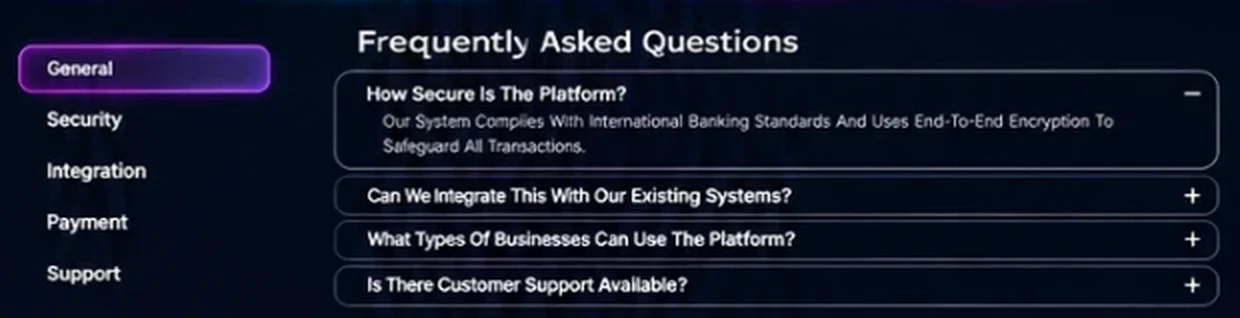 General
Security
Integration
Payment
Support
Frequently Asked Questions
How Secure Is The Platform?
Our System Complies With International Banking Standards And Uses End-To-End Encryption To
Safeguard All Transactions.
Can We Integrate This With Our Existing Systems?
What Types Of Businesses Can Use The Platform?
Is There Customer Support Available?